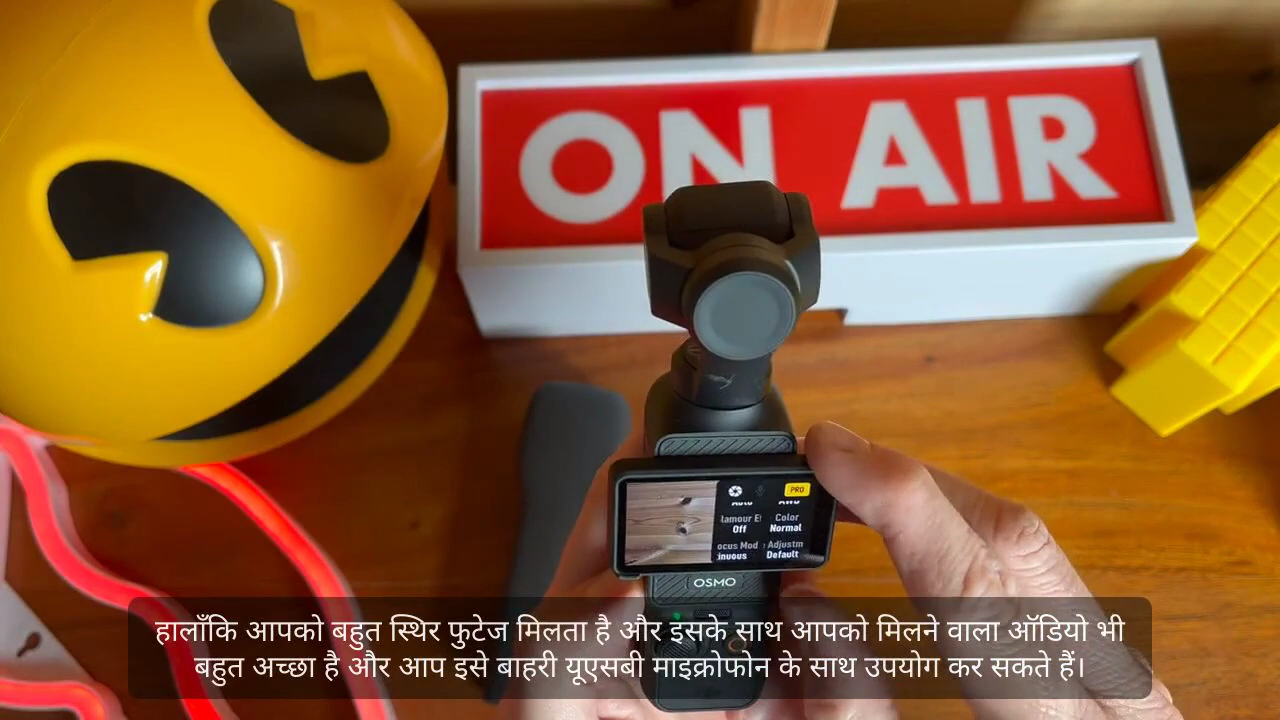 ON AIR
PRO
Color
Off
Normal
Default
OSMO
हालाँकि आपको बहुत स्थिर फुटेज मिलता है और इसके साथ आपको मिलने वाला ऑडियो भी
बहुत अच्छा है और आप इसे बाहरी यूएसबी माइक्रोफोन के साथ उपयोग कर सकते हैं।